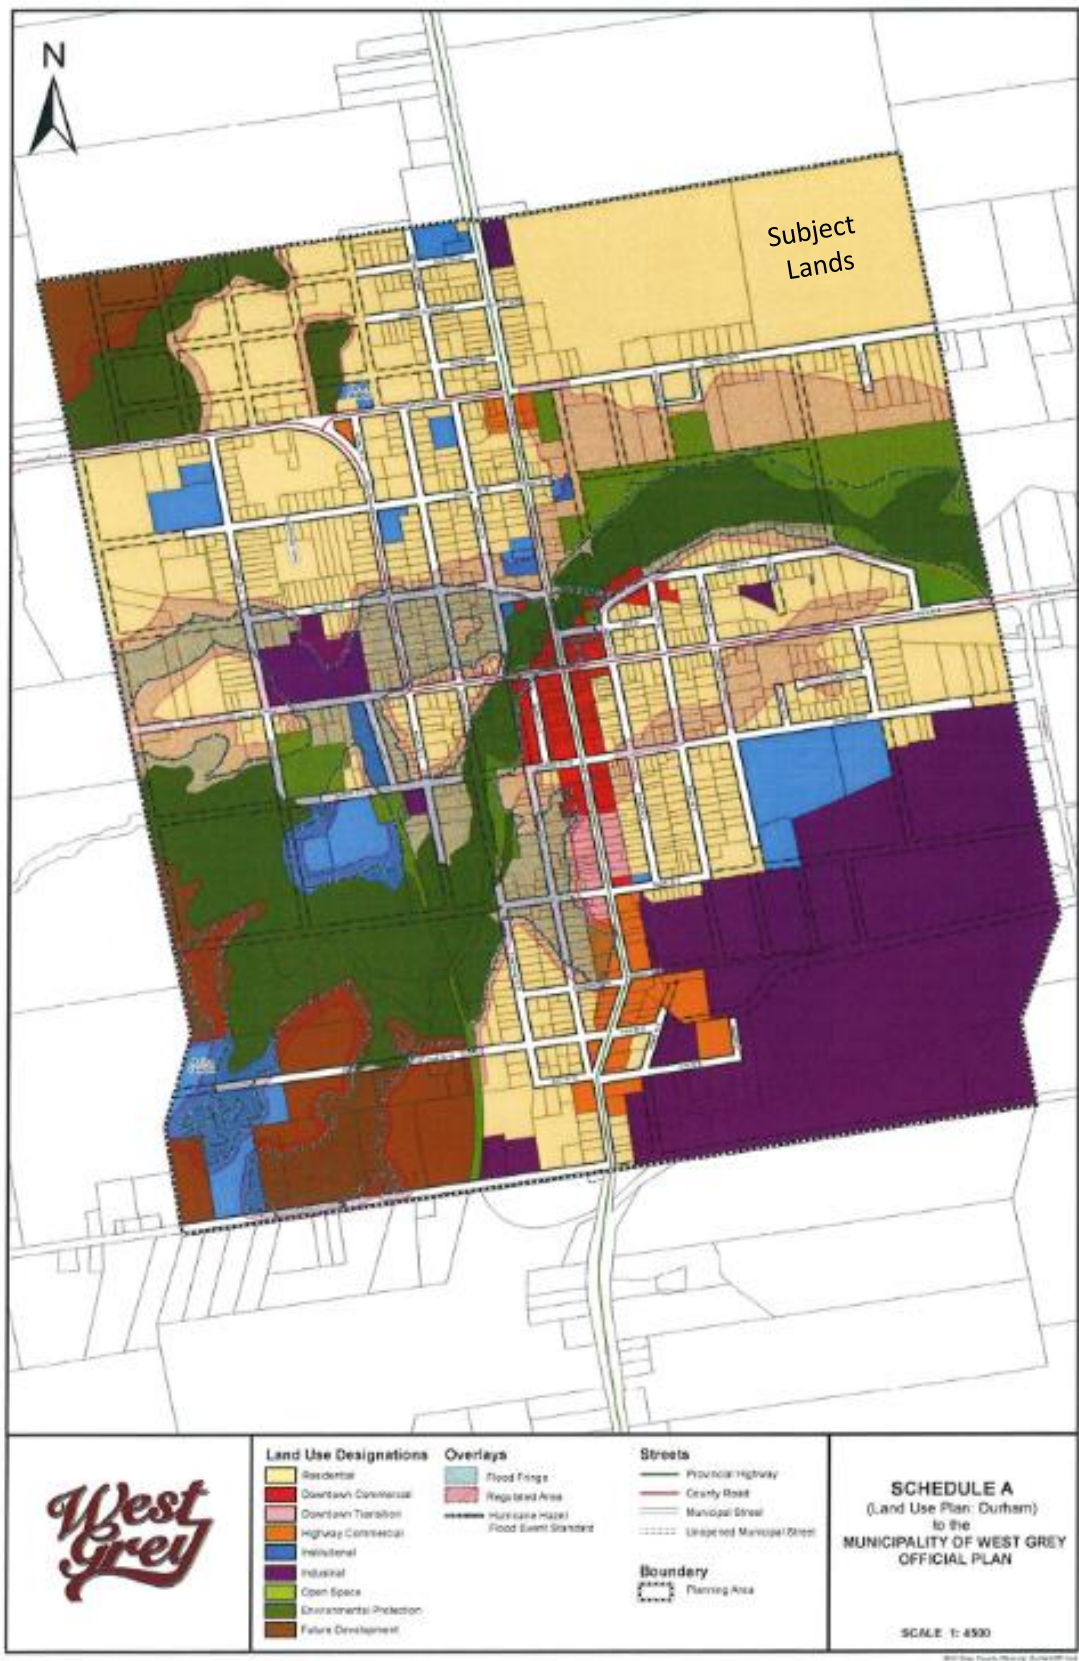 N
Subject
Lands
West
Grey
Land Use Designations
Residential
Downtown Commercial
Downtown Transition
Highway Commercial
Institutional
Industrial
Open Space
Environmental Protection
Future Development
Overlays
Flood Fringe
Regulated Area
Hurricane Hazel
Flood Event Standard
Streets
Provincial Highway
County Road
Municipal Street
Unopened Municipal Street
Boundary
Planning Area
SCHEDULE A
(Land Use Plan: Durham)
to the
MUNICIPALITY OF WEST GREY
OFFICIAL PLAN
SCALE 1: 4500